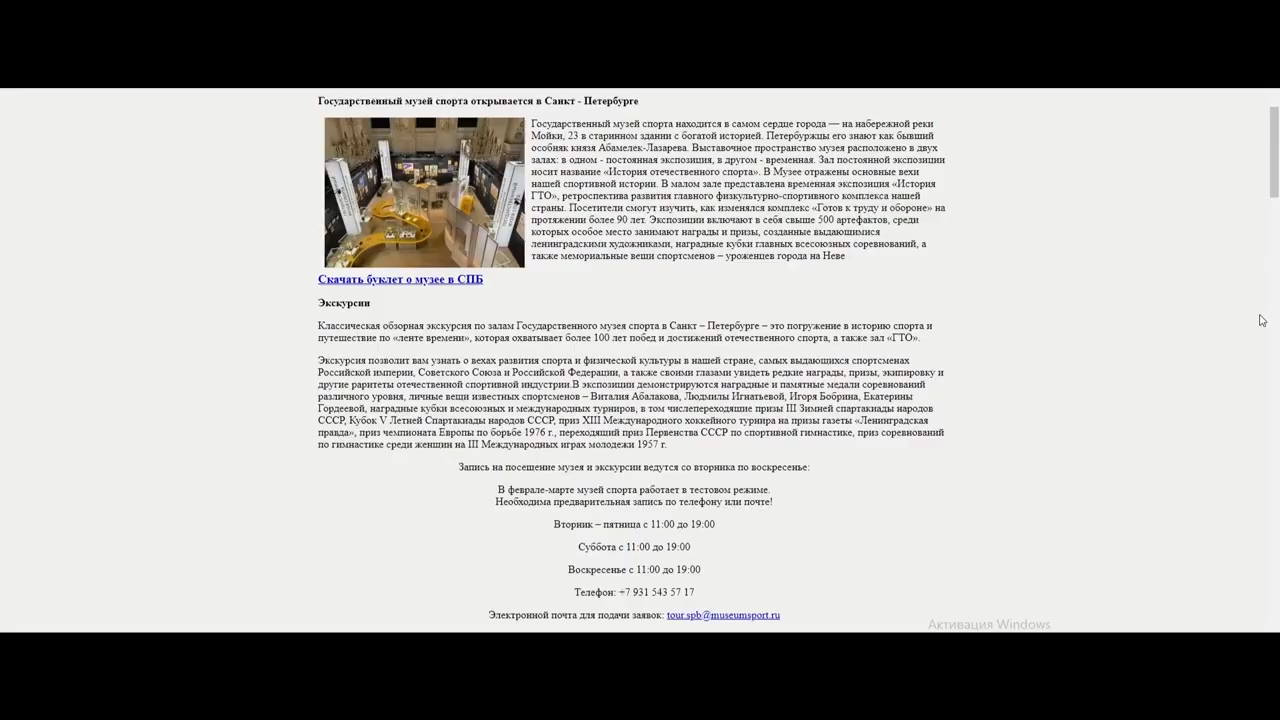 Государственный музей спорта открывается в Санкт - Петербурге
Государственный музей спорта находится в самом сердце города — на набережной реки
Мойки, 23 в старинном здании с богатой историей. Петербуржцы его знают как бывший
особняк князя Абамелек-Лазарева. Выставочное пространство музея расположено в двух
залах: в одном - постоянная экспозиция, в другом - временная. Зал постоянной экспозиции
носит название «История отечественного спорта». В Музее отражены основные вехи
нашей спортивной истории. В малом зале представлена временная экспозиция «История
ГТО», ретроспектива развития главного физкультурно-спортивного комплекса нашей
страны. Посетители смогут изучить, как изменялся комплекс «Готов к труду и обороне» на
протяжении более 90 лет. Экспозиции включают в себя свыше 500 артефактов, среди
которых особое место занимают награды и призы, созданные выдающимися
ленинградскими художниками, наградные кубки главных всесоюзных соревнований, а
также мемориальные вещи спортсменов – уроженцев города на Неве
Скачать буклет о музее в СПБ
Экскурсии
Классическая обзорная экскурсия по залам Государственного музея спорта в Санкт – Петербурге – это погружение в историю спорта и
путешествие по «ленте времени», которая охватывает более 100 лет побед и достижений отечественного спорта, а также зал «ГТО».
Экскурсия позволит вам узнать о вехах развития спорта и физической культуры в нашей стране, самых выдающихся спортсменах
Российской империи, Советского Союза и Российской Федерации, а также своими глазами увидеть редкие награды, призы, экипировку и
другие раритеты отечественной спортивной индустрии.В экспозиции демонстрируются наградные и памятные медали соревнований
различного уровня, личные вещи известных спортсменов – Виталия Абалакова, Людмилы Игнатьевой, Игоря Бобрина, Екатерины
Гордеевой, наградные кубки всесоюзных и международных турниров, в том числепереходящие призы III Зимней спартакиады народов
СССР, Кубок V Летней Спартакиады народов СССР, приз XIII Международного хоккейного турнира на призы газеты «Ленинградская
правда», приз чемпионата Европы по борьбе 1976 г., переходящий приз Первенства СССР по спортивной гимнастике, приз соревнований
по гимнастике среди женщин на III Международных играх молодежи 1957 г.
Запись на посещение музея и экскурсии ведутся со вторника по воскресенье:
В феврале-марте музей спорта работает в тестовом режиме.
Необходима предварительная запись по телефону или почте!
Вторник – пятница с 11:00 до 19:00
Суббота с 11:00 до 19:00
Воскресенье с 11:00 до 19:00
Телефон: +7 931 543 57 17
Электронной почта для подачи заявок: tour.spb@museumsport.ru
Активация Windows